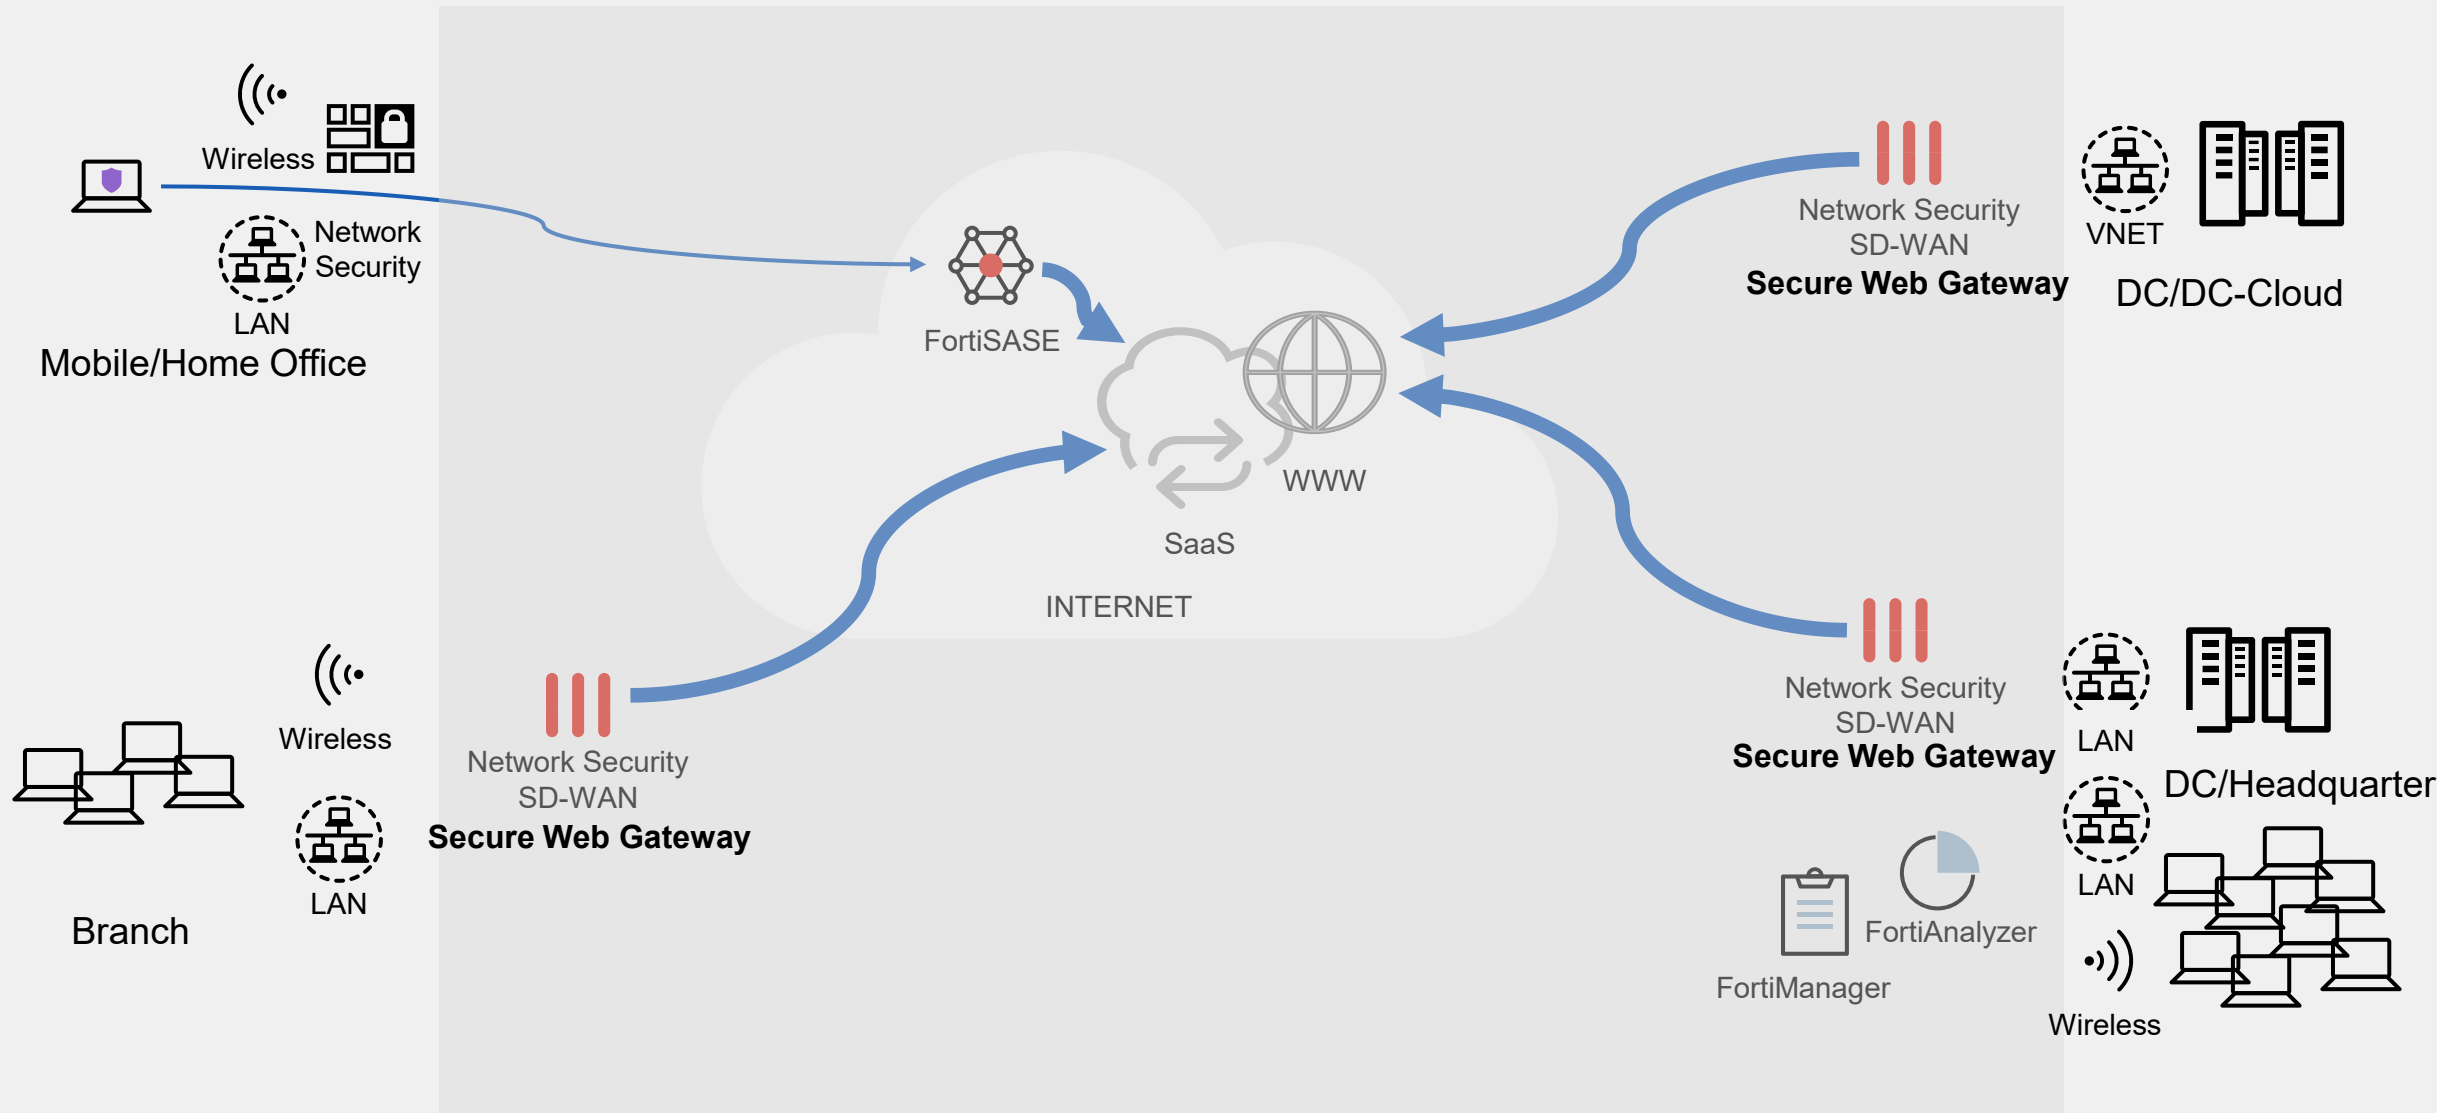 Wireless
Network
Security
LAN
Mobile/Home Office
FortiSASE
WWW
SaaS
INTERNET
Network Security
SD-WAN
Secure Web Gateway
VNET
DC/DC-Cloud
Wireless
LAN
Branch
Network Security
SD-WAN
Secure Web Gateway
Network Security
SD-WAN
Secure Web Gateway
LAN
DC/Headquarter
LAN
FortiAnalyzer
FortiManager
Wireless